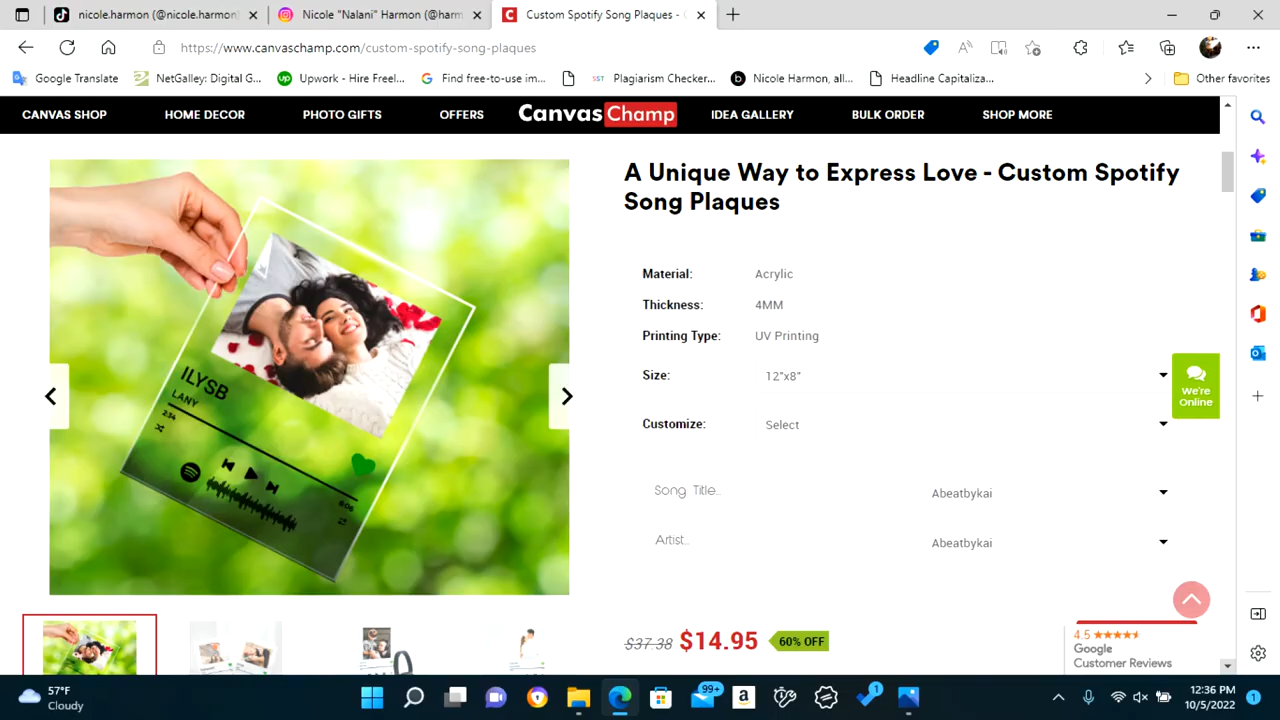 nicole.harmon (@nicole.harmon)
Nicole "Nalani" Harmon (@harm
Custom Spotify Song Plaques -
https://www.canvaschamp.com/custom-spotify-song-plaques
Google Translate
NetGalley: Digital G...
Upwork - Hire Freel...
Find free-to-use im...
SST
Plagiarism Checker...
Nicole Harmon, all...
Headline Capitaliza...
Other favorites
CANVAS SHOP
HOME DECOR
PHOTO GIFTS
OFFERS
CanvasChamp
IDEA GALLERY
BULK ORDER
SHOP MORE
A Unique Way to Express Love - Custom Spotify
Song Plaques
Material: Acrylic
Thickness: 4MM
Printing Type: UV Printing
Size: 12"x8"
Customize: Select
Song Title... Abeatbykai
Artist... Abeatbykai
$37.38 $14.95 60% OFF
ILYSB
LANY
2:34
We're
Online
4.5
Google
Customer Reviews
57°F
Cloudy
99+
1
12:36 PM
10/5/2022
1